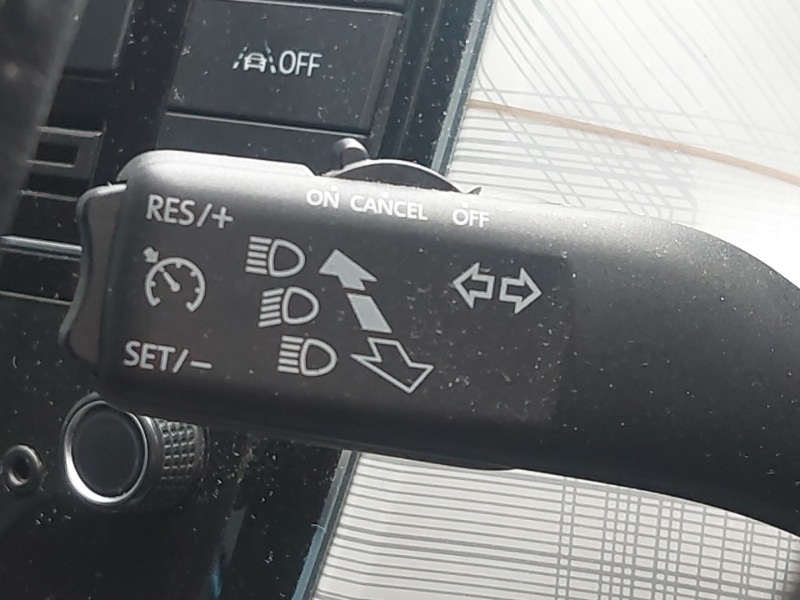 OFF
ON CANCEL OFF
RES/+
SET/-